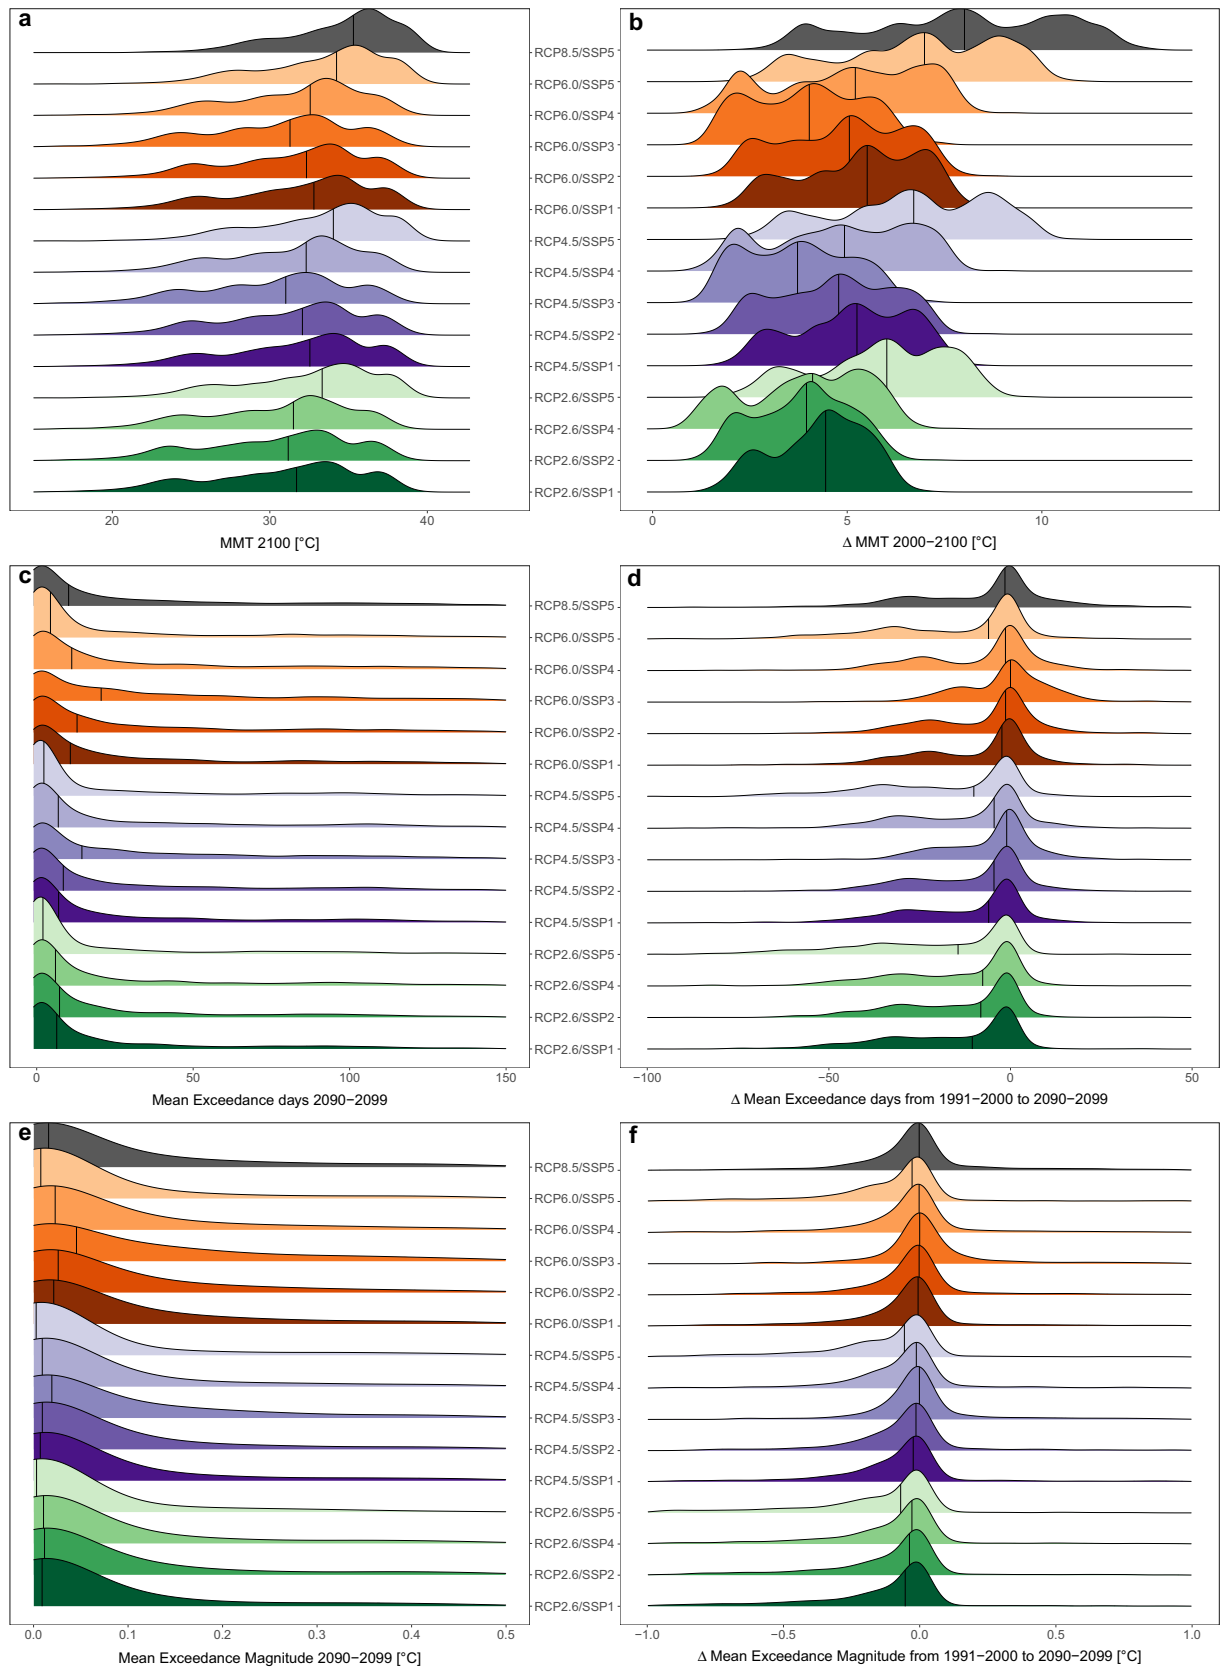 a
b
RCP8.5/SSP5
RCP6.0/SSP5
RCP6.0/SSP4
RCP6.0/SSP3
RCP6.0/SSP2
RCP6.0/SSP1
RCP4.5/SSP5
RCP4.5/SSP4
RCP4.5/SSP3
RCP4.5/SSP2
RCP4.5/SSP1
RCP2.6/SSP5
RCP2.6/SSP4
RCP2.6/SSP2
RCP2.6/SSP1
20 30 40
0 5 10
MMT 2100 [°C]
Δ MMT 2000−2100 [°C]
c
d
RCP8.5/SSP5
RCP6.0/SSP5
RCP6.0/SSP4
RCP6.0/SSP3
RCP6.0/SSP2
RCP6.0/SSP1
RCP4.5/SSP5
RCP4.5/SSP4
RCP4.5/SSP3
RCP4.5/SSP2
RCP4.5/SSP1
RCP2.6/SSP5
RCP2.6/SSP4
RCP2.6/SSP2
RCP2.6/SSP1
0 50 100 150
−100 −50 0 50
Mean Exceedance days 2090−2099
Δ Mean Exceedance days from 1991−2000 to 2090−2099
e
f
RCP8.5/SSP5
RCP6.0/SSP5
RCP6.0/SSP4
RCP6.0/SSP3
RCP6.0/SSP2
RCP6.0/SSP1
RCP4.5/SSP5
RCP4.5/SSP4
RCP4.5/SSP3
RCP4.5/SSP2
RCP4.5/SSP1
RCP2.6/SSP5
RCP2.6/SSP4
RCP2.6/SSP2
RCP2.6/SSP1
0.0 0.1 0.2 0.3 0.4 0.5
−1.0 −0.5 0.0 0.5 1.0
Mean Exceedance Magnitude 2090−2099 [°C]
Δ Mean Exceedance Magnitude from 1991−2000 to 2090−2099 [°C]